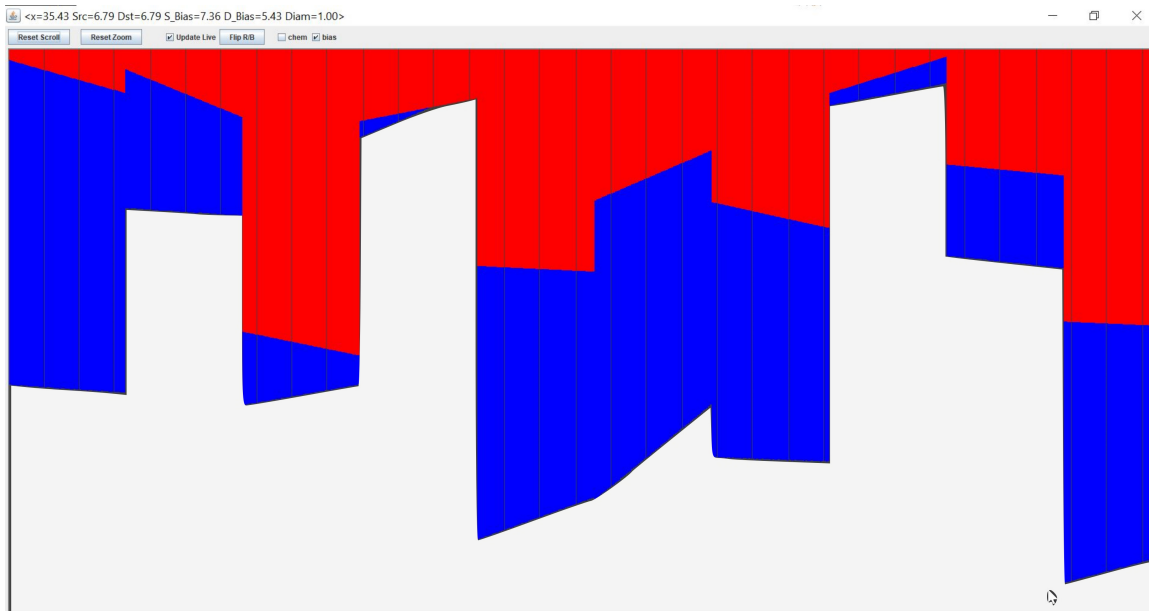 <x=35.43 Src=6.79 Dst=6.79 S_Bias=7.36 D_Bias=5.43 Diam=1.00>
Reset Scroll Reset Zoom Update Live Flip R/B chem bias